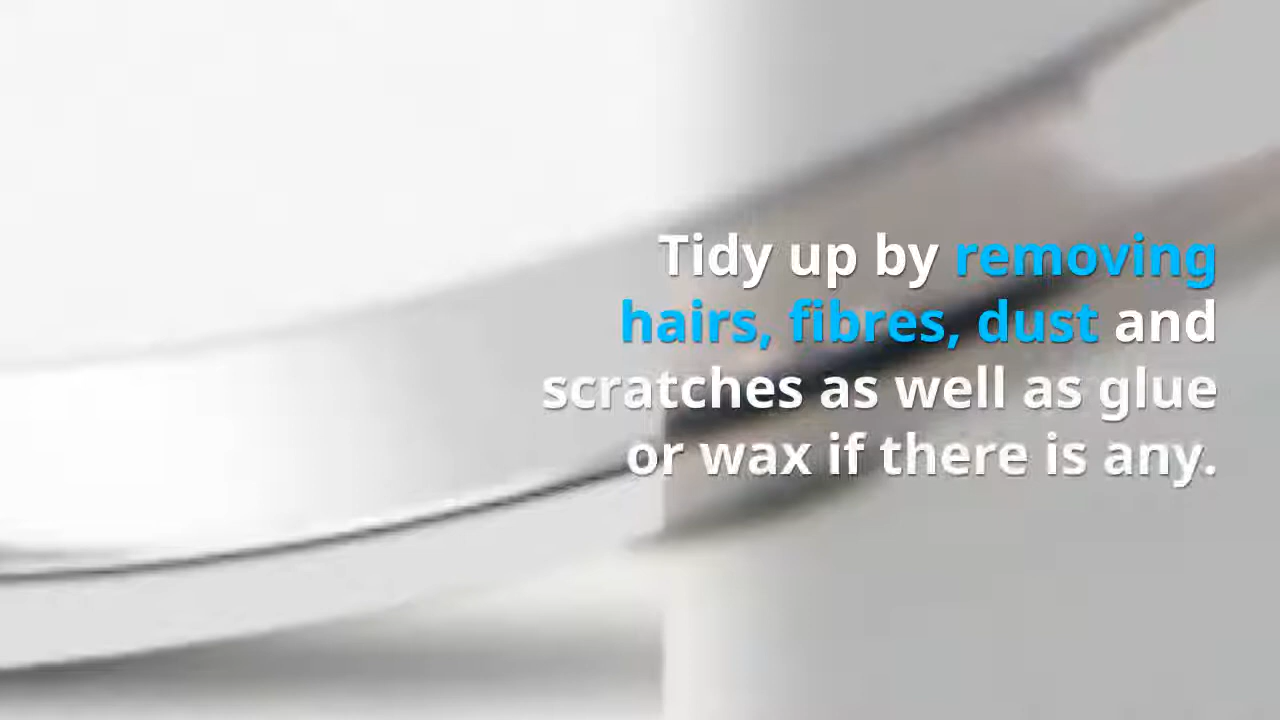 Tidy up by removing
hairs, fibres, dust and
scratches as well as glue
or wax if there is any.